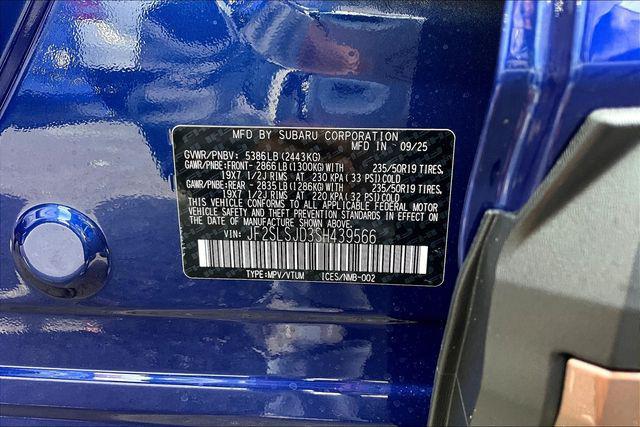 MFD BY SUBARU CORPORATION
MFD IN 09/25
GVWR/PNBV: 5386LB (2443KG)
GAWR/PNBE:FRONT- 2866LB (1300KG)WITH 235/50R19 TIRES,
19X7 1/2J RIMS AT 230 KPA (33 PSI)COLD
GAWR/PNBE:REAR - 2835LB (1286KG)WITH 235/50R19 TIRES,
19X7 1/2J RIMS AT 220 KPA (32 PSI)COLD
THIS VEHICLE CONFORMS TO ALL APPLICABLE FEDERAL MOTOR
VEHICLE SAFETY AND THEFT PREVENTION STANDARDS IN EFFECT ON
THE DATE OF MANUFACTURE SHOWN ABOVE.
VIN: JF2SLSJD3SH439566
TYPE:MPV/VTUM ICES/NMB-002